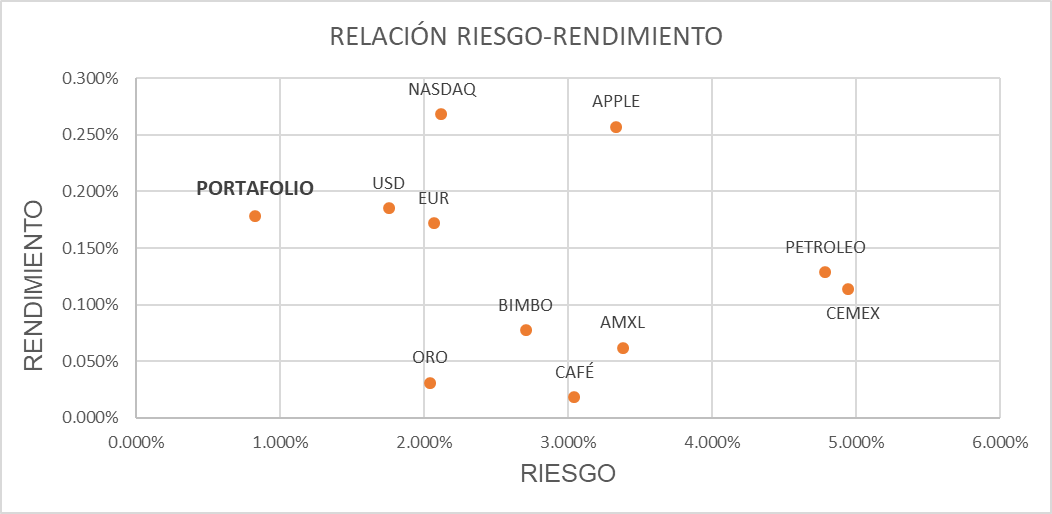 RELACIÓN RIESGO-RENDIMIENTO
RENDIMIENTO
0.300%
0.250%
0.200%
0.150%
0.100%
0.050%
0.000%
NASDAQ
APPLE
PORTAFOLIO
USD
EUR
PETROLEO
CEMEX
BIMBO
AMXL
ORO
CAFÉ
0.000% 1.000% 2.000% 3.000% 4.000% 5.000% 6.000%
RIESGO